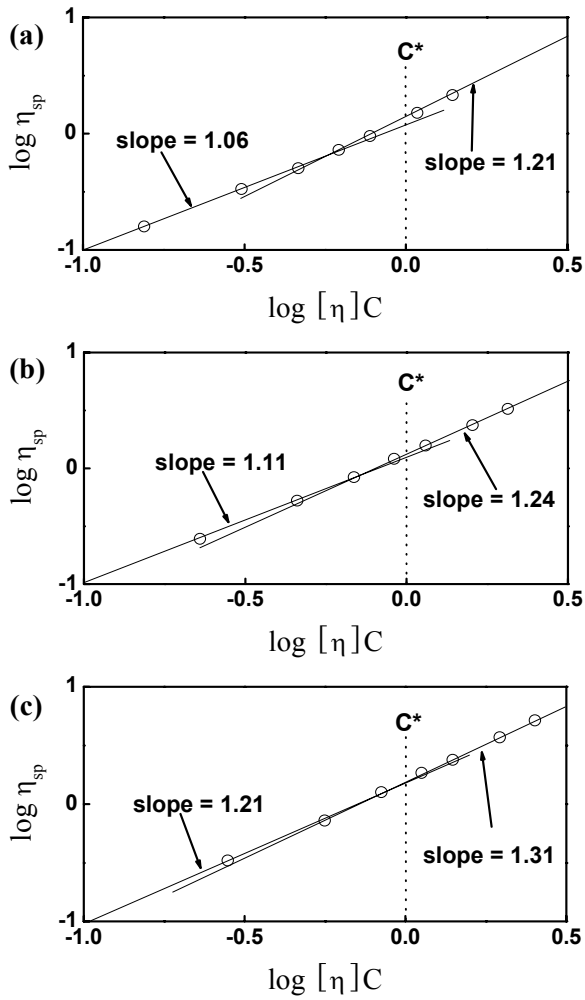 (a)
1
0
-1
log ηsp
C*
slope = 1.06
slope = 1.21
-1.0
-0.5
0.0
0.5
log [η]C
(b)
1
0
-1
log ηsp
C*
slope = 1.11
slope = 1.24
-1.0
-0.5
0.0
0.5
log [η]C
(c)
1
0
-1
log ηsp
C*
slope = 1.21
slope = 1.31
-1.0
-0.5
0.0
0.5
log [η]C